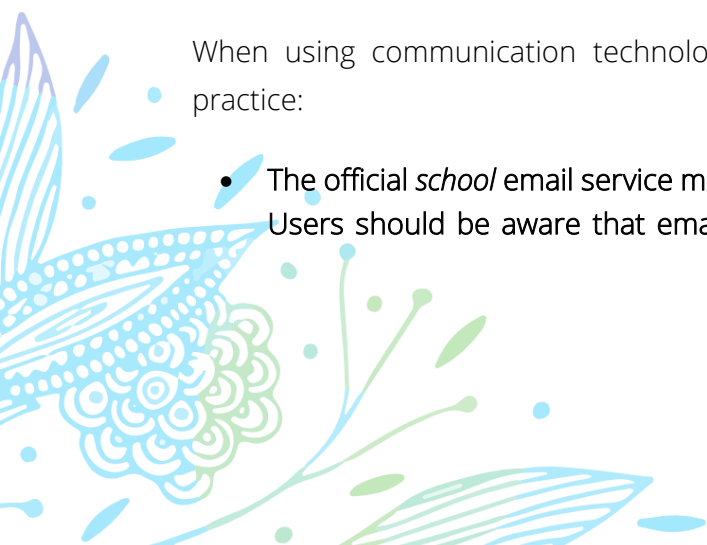 When using communication technolo
practice:
• The official school email service m
Users should be aware that ema